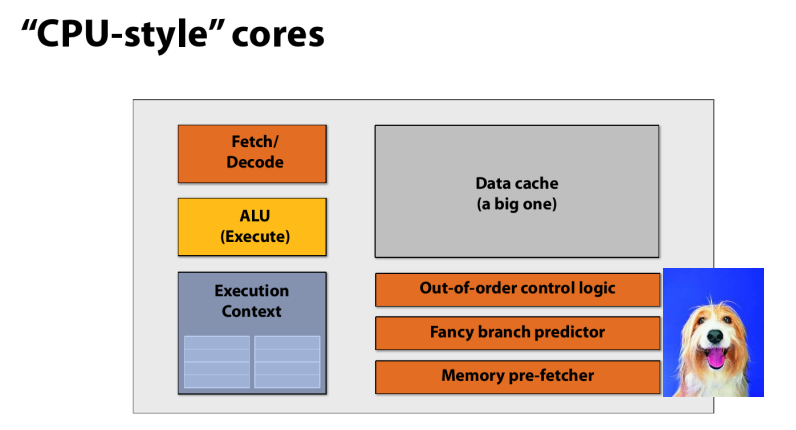 “CPU-style” cores
Fetch/
Decode
ALU
(Execute)
Execution
Context
Data cache
(a big one)
Out-of-order control logic
Fancy branch predictor
Memory pre-fetcher